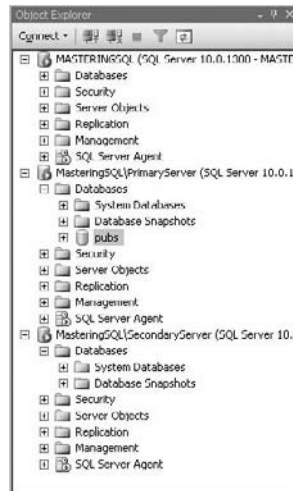 Object Explorer
Connect
MASTERINGSQL (SQL Server 10.0.1300 - MASTE
Databases
Security
Server Objects
Replication
Management
SQL Server Agent
MasteringSQL\PrimaryServer (SQL Server 10.0.1
Databases
System Databases
Database Snapshots
pubs
Security
Server Objects
Replication
Management
SQL Server Agent
MasteringSQL\SecondaryServer (SQL Server 10.
Databases
System Databases
Database Snapshots
Security
Server Objects
Replication
Management
SQL Server Agent